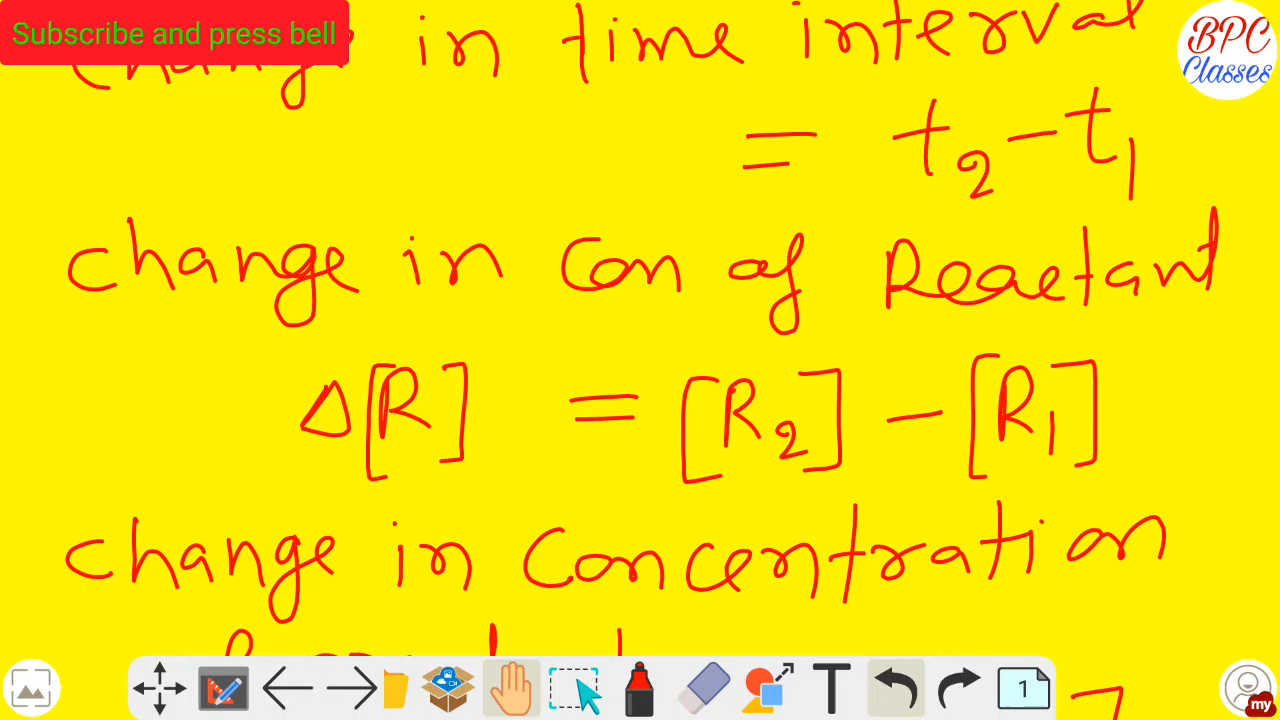 Subscribe and press bell
BPC
Classes
change in time interval
= t2 - t1
change in Con of Reactant
Δ[R] = [R2] - [R1]
change in Concentration
1
my